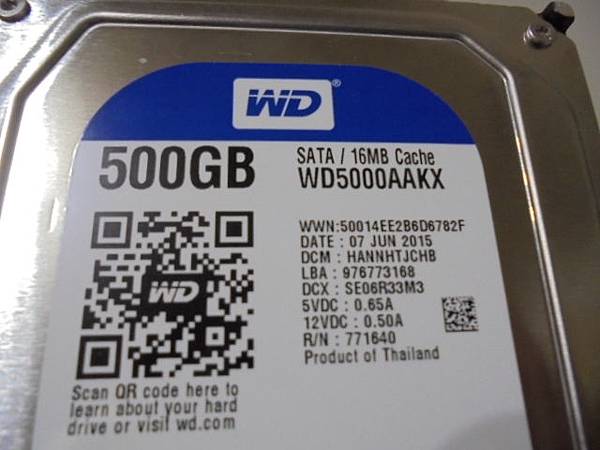 WD®
500GB
SATA / 16MB Cache
WD5000AAKX
WWN:50014EE2B6D6782F
DATE : 07 JUN 2015
DCM : HANNHTJCHB
LBA : 976773168
DCX : SE06R33M3
5VDC : 0.65A
12VDC : 0.50A
R/N : 771640
Product of Thailand
WD
Scan QR code here to
learn about your hard
drive or visit wd.com